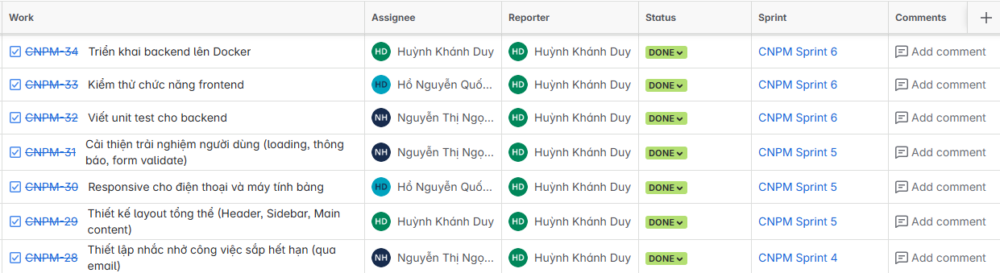 Work Assignee Reporter Status Sprint Comments
CNPM-34 Triển khai backend lên Docker HD Huỳnh Khánh Duy HD Huỳnh Khánh Duy DONE CNPM Sprint 6 Add comment
CNPM-33 Kiểm thử chức năng frontend HD Hồ Nguyễn Quố... HD Huỳnh Khánh Duy DONE CNPM Sprint 6 Add comment
CNPM-32 Viết unit test cho backend NH Nguyễn Thị Ngọ... HD Huỳnh Khánh Duy DONE CNPM Sprint 6 Add comment
CNPM-31 Cải thiện trải nghiệm người dùng (loading, thông
báo, form validate) NH Nguyễn Thị Ngọ... HD Huỳnh Khánh Duy DONE CNPM Sprint 5 Add comment
CNPM-30 Responsive cho điện thoại và máy tính bảng HD Hồ Nguyễn Quố... HD Huỳnh Khánh Duy DONE CNPM Sprint 5 Add comment
CNPM-29 Thiết kế layout tổng thể (Header, Sidebar, Main
content) HD Huỳnh Khánh Duy HD Huỳnh Khánh Duy DONE CNPM Sprint 5 Add comment
CNPM-28 Thiết lập nhắc nhở công việc sắp hết hạn (qua
email) NH Nguyễn Thị Ngọ... HD Huỳnh Khánh Duy DONE CNPM Sprint 4 Add comment